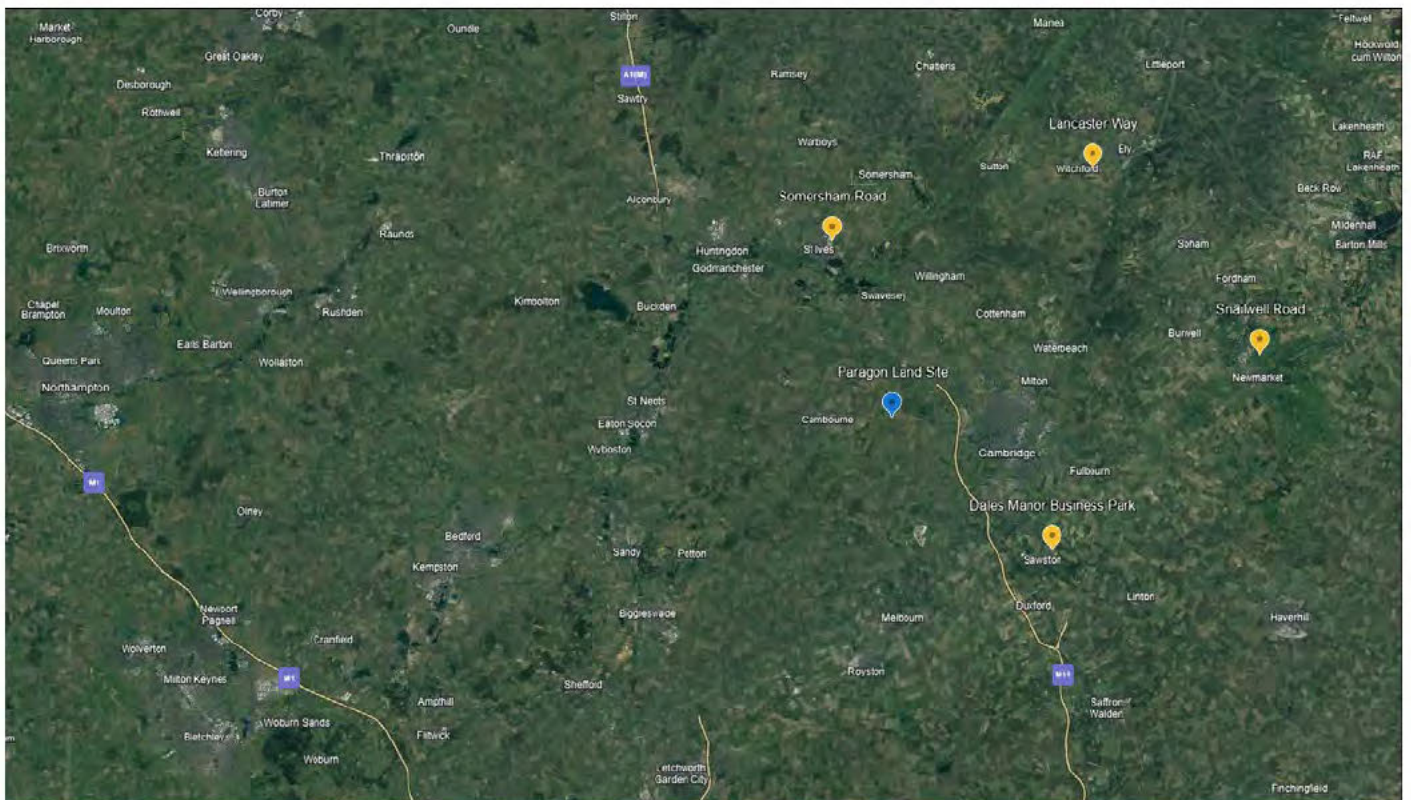 Market
Harborough
Corby
Oundle
Stilton
Manea
Feltwell
Great Oakley
Hockwold
cum Wilton
Desborough
A1(M)
Ramsey
Chatteris
Littleport
Rothwell
Sawtry
Lancaster Way
Lakenheath
Kettering
Thrapston
Warboys
Ely
RAF
Lakenheath
Witchford
Sutton
Somersham
Burton
Latimer
Alconbury
Somersham Road
Beck Row
Raunds
Mildenhall
Barton Mills
Brixworth
Huntingdon
Godmanchester
St Ives
Soham
Willingham
Fordham
Wellingborough
Kimbolton
Buckden
Swavesey
Chapel
Brampton
Moulton
Rushden
Cottenham
Snailwell Road
Earls Barton
Wollaston
Waterbeach
Burwell
Queens Park
Northampton
Paragon Land Site
Milton
Newmarket
St Neots
Eaton Socon
Cambourne
Wyboston
Cambridge
Fulbourn
M1
Olney
Dales Manor Business Park
Bedford
Sandy
Potton
Sawston
Kempston
Newport
Pagnell
Biggleswade
Melbourn
Duxford
Linton
Haverhill
Cranfield
Wolverton
Milton Keynes
M1
Shefford
Royston
M11
Ampthill
Saffron
Walden
Woburn Sands
Bletchley
Flitwick
Woburn
Letchworth
Garden City
Finchingfield